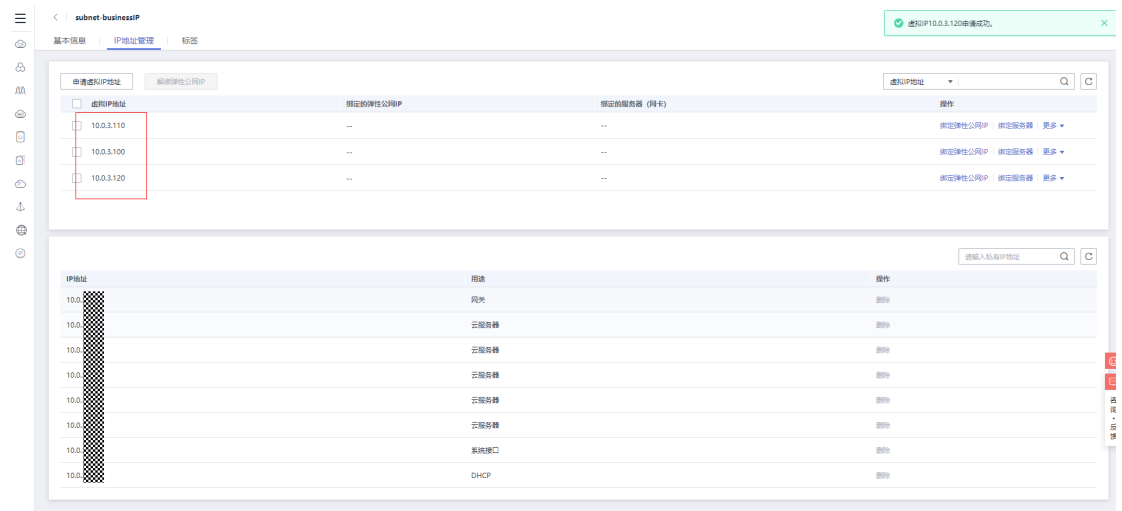 subnet-businessIP
虚拟IP10.0.3.120申请成功。
基本信息 IP地址管理 标签
申请虚拟IP地址 解绑弹性公网IP 虚拟IP地址
虚拟IP地址 绑定的弹性公网IP 绑定的服务器（网卡） 操作
10.0.3.110 -- -- 绑定弹性公网IP 绑定服务器 更多
10.0.3.100 -- -- 绑定弹性公网IP 绑定服务器 更多
10.0.3.120 -- -- 绑定弹性公网IP 绑定服务器 更多
请输入私有IP地址
IP地址 用途 操作
10.0. 网关 删除
10.0. 云服务器 删除
10.0. 云服务器 删除
10.0. 云服务器 删除
10.0. 云服务器 删除
10.0. 云服务器 删除
10.0. 系统接口 删除
10.0. DHCP 删除
咨询·反馈